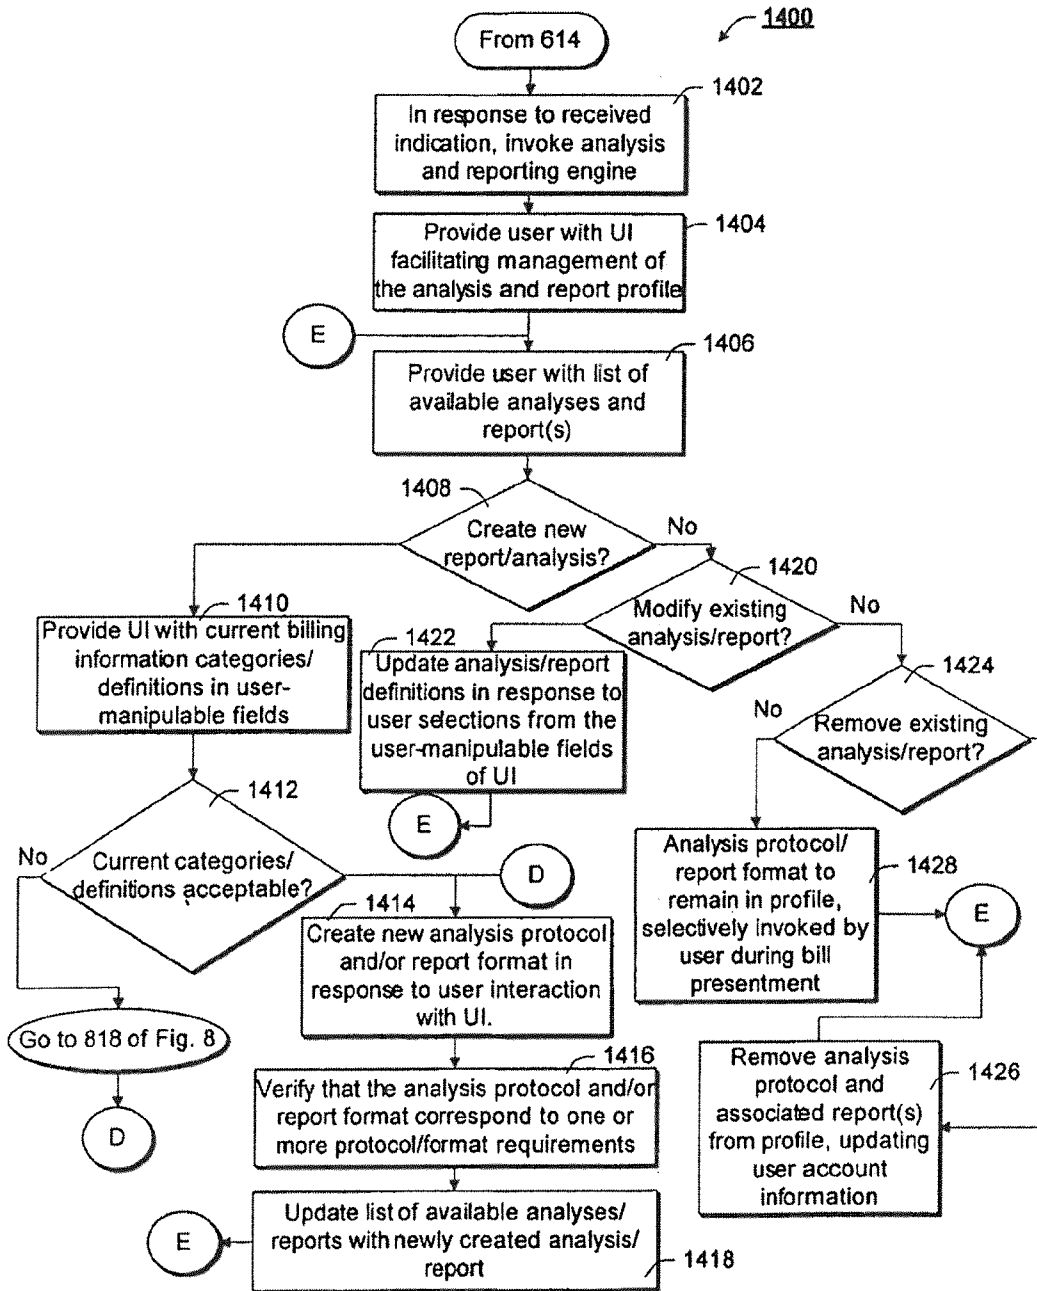 1400
From 614
1402
In response to received
indication, invoke analysis
and reporting engine
1404
Provide user with UI
facilitating management of
the analysis and report profile
E
1406
Provide user with list of
available analyses and
report(s)
1408
Create new
report/analysis?
No
1410
Provide UI with current billing
information categories/
definitions in user-
manipulable fields
1420
Modify existing
analysis/report?
No
1422
Update analysis/report
definitions in response to
user selections from the
user-manipulable fields
of UI
E
1424
Remove existing
analysis/report?
No
1412
Current categories/
definitions acceptable?
No
D
1414
Create new analysis protocol
and/or report format in
response to user interaction
with UI.
Analysis protocol/
report format to
remain in profile,
selectively invoked by
user during bill
presentment
1428
E
Go to 818 of Fig. 8
D
1416
Verify that the analysis protocol and/or
report format correspond to one or
more protocol/format requirements
Remove analysis
protocol and
associated report(s)
from profile, updating
user account
information
1426
E
Update list of available analyses/
reports with newly created analysis/
report
1418